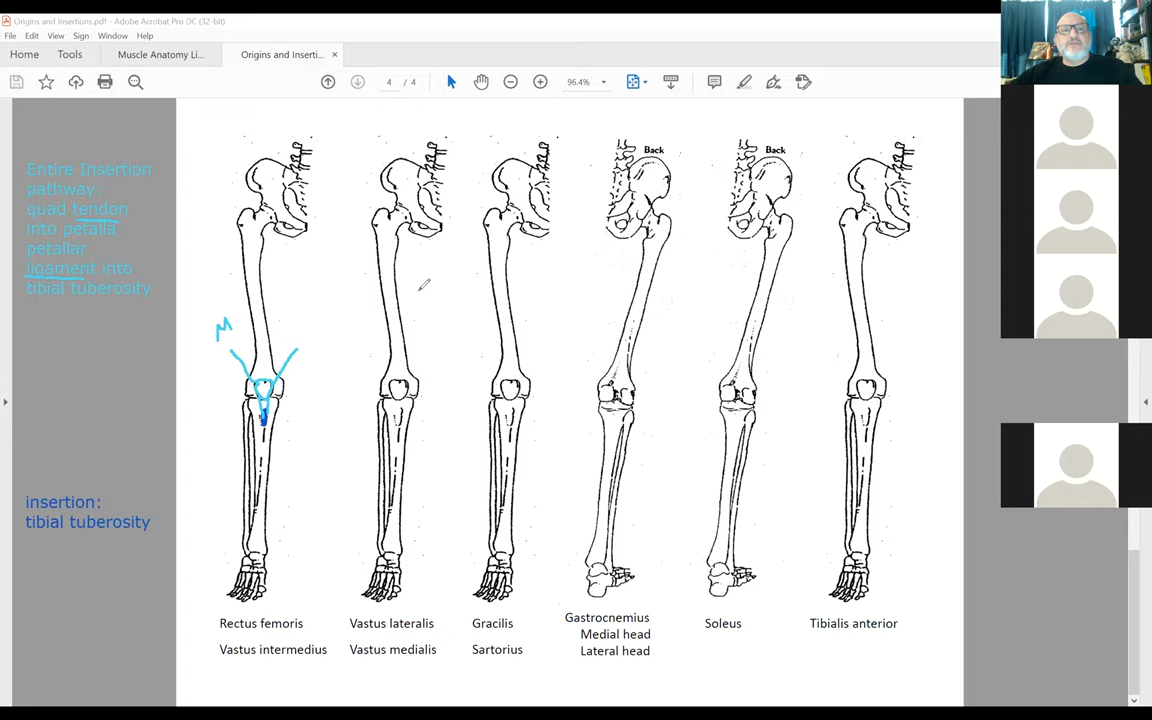 Origins and Insertions.pdf - Adobe Acrobat Pro DC (32-bit)
File Edit View Sign Window Help
Home Tools Muscle Anatomy Li... Origins and Inserti... ×
4 / 4 96.4%
Entire Insertion
pathway:
quad tendon
into petalla
petallar
ligament into
tibial tuberosity
M
insertion:
tibial tuberosity
Back
Back
Rectus femoris
Vastus intermedius
Vastus lateralis
Vastus medialis
Gracilis
Sartorius
Gastrocnemius
Medial head
Lateral head
Soleus
Tibialis anterior